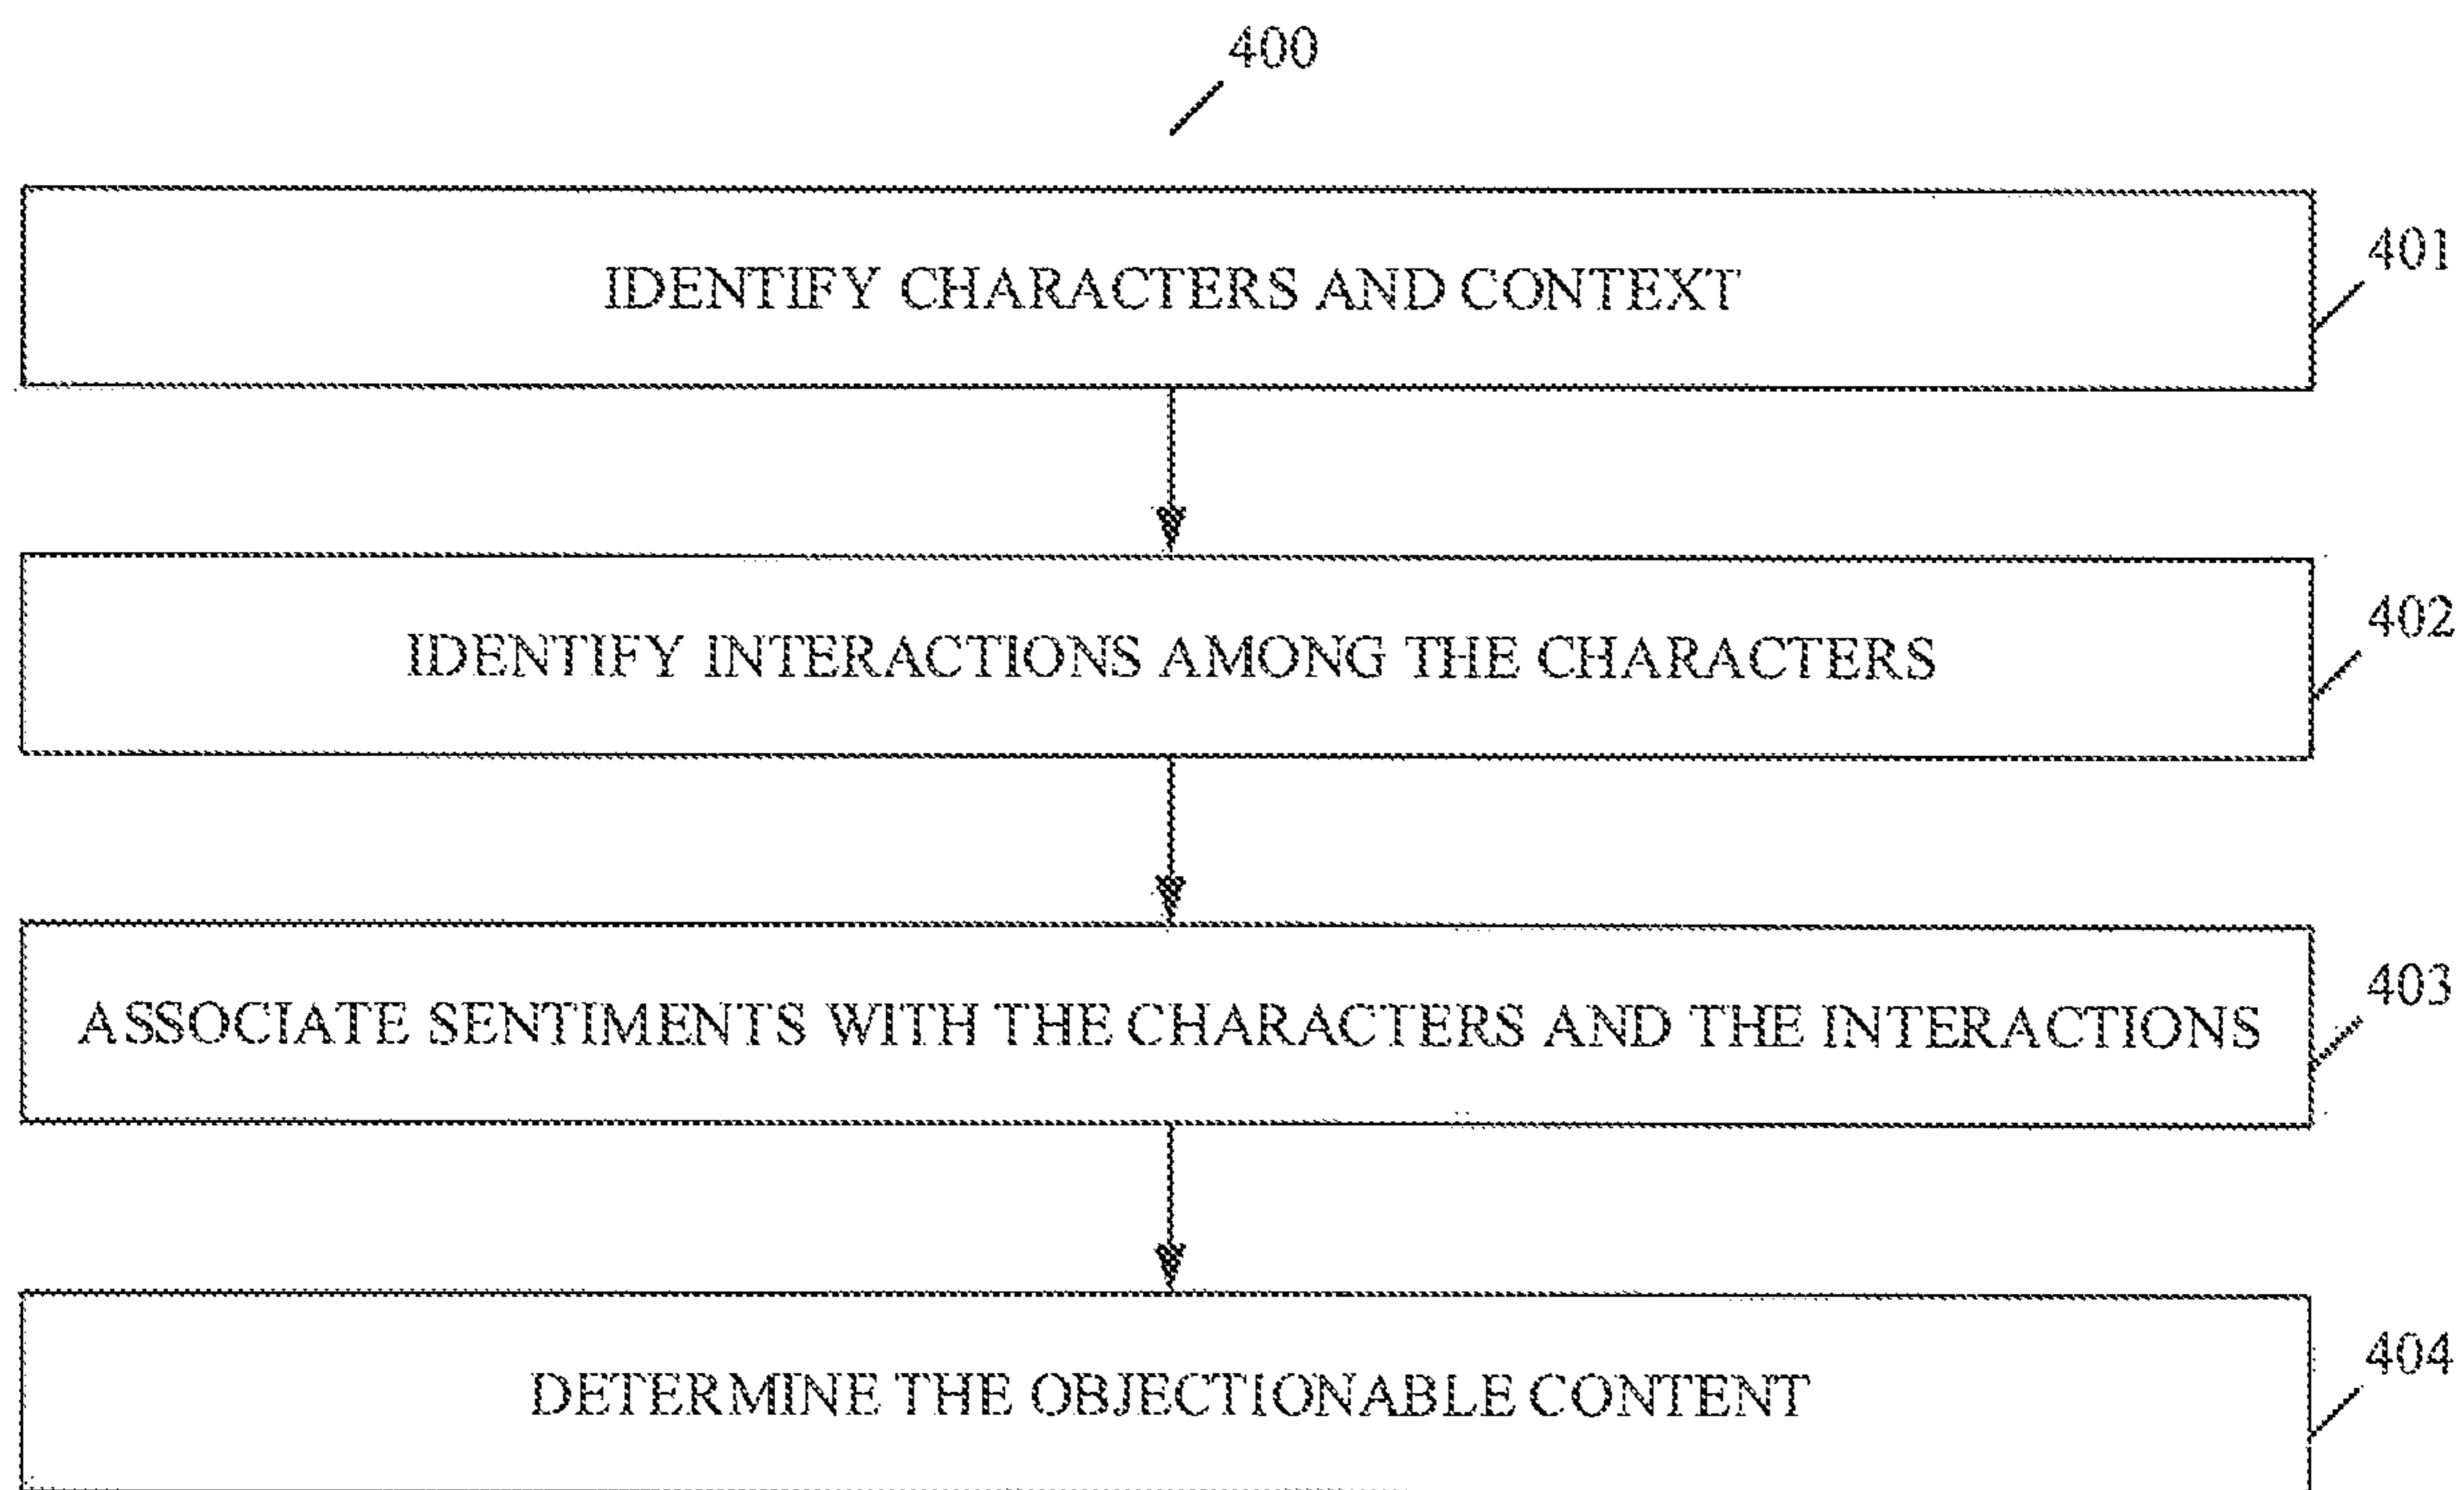 400
IDENTIFY CHARACTERS AND CONTEXT
401
IDENTIFY INTERACTIONS AMONG THE CHARACTERS
402
ASSOCIATE SENTIMENTS WITH THE CHARACTERS AND THE INTERACTIONS
403
DETERMINE THE OBJECTIONABLE CONTENT
404